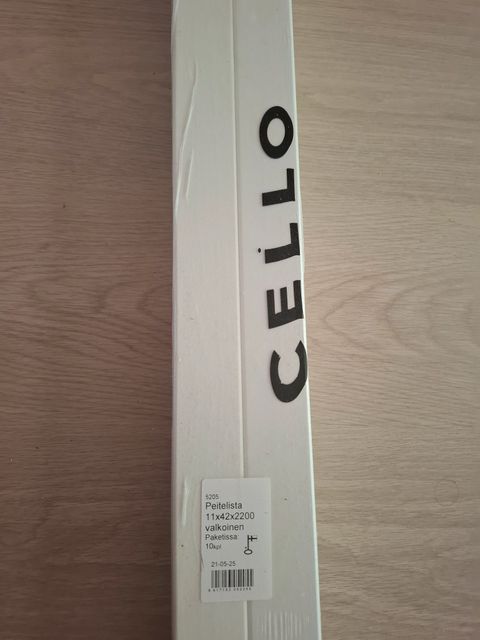 CELLO
5205
Peitelista
11x42x2200
valkoinen
Paketissa:
10kpl
21-05-25